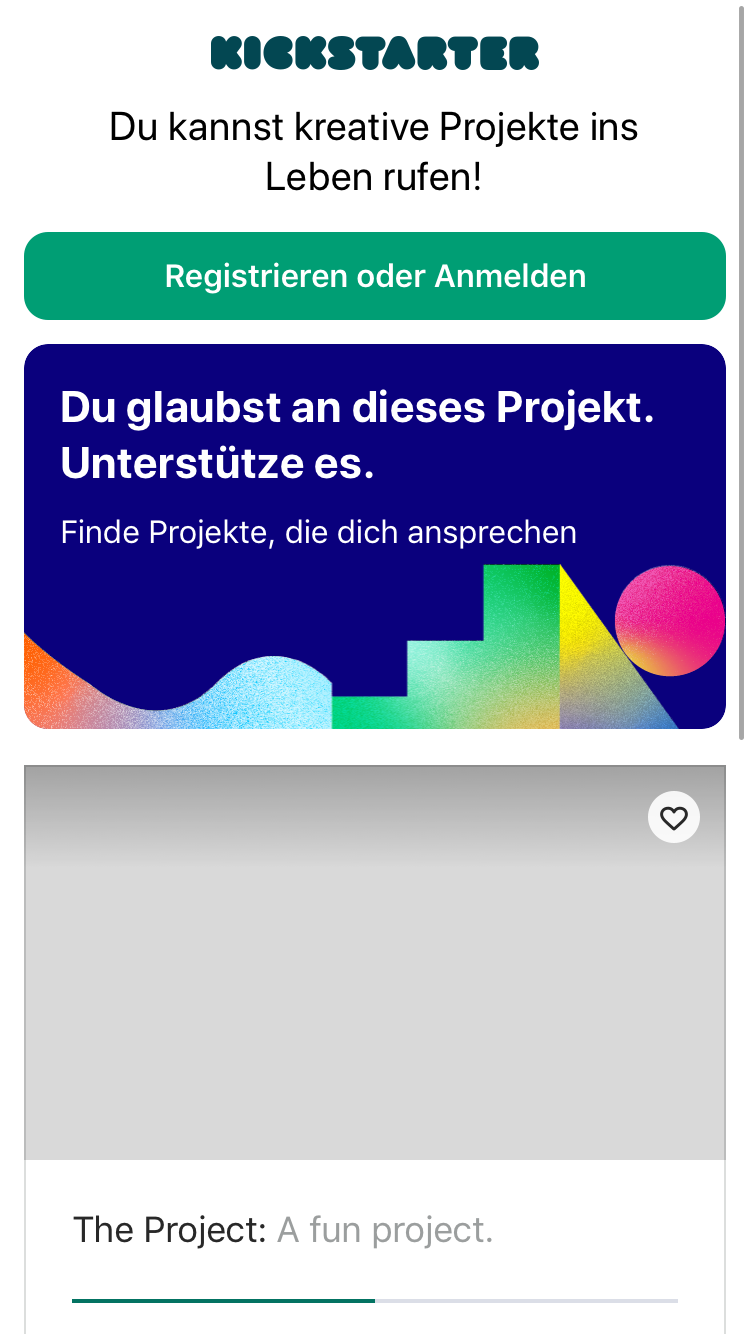 KICKSTARTER
Du kannst kreative Projekte ins
Leben rufen!
Registrieren oder Anmelden
Du glaubst an dieses Projekt.
Unterstütze es.
Finde Projekte, die dich ansprechen
The Project: A fun project.